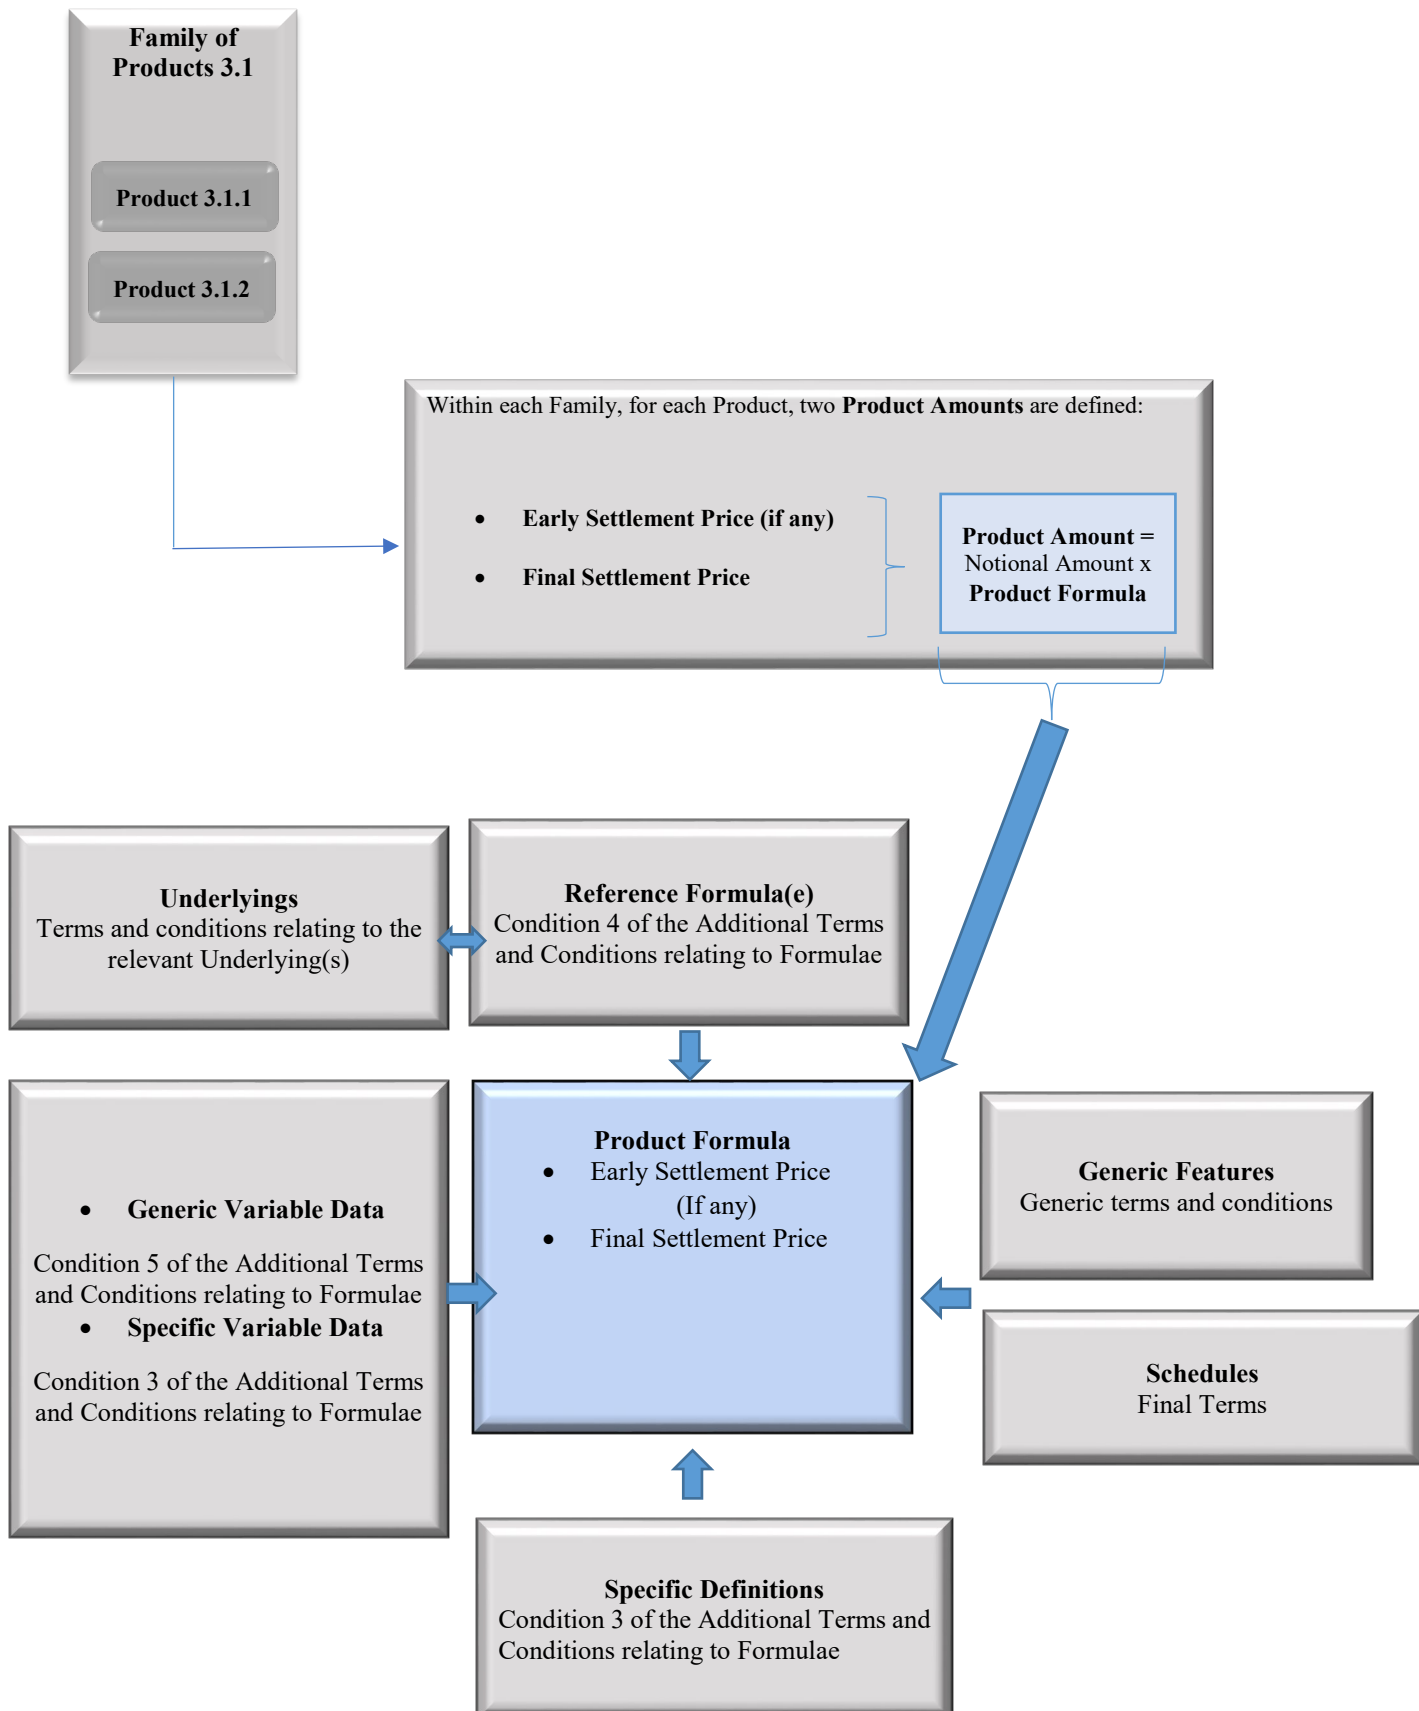 Family of
Products 3.1
Product 3.1.1
Product 3.1.2
Within each Family, for each Product, two Product Amounts are defined:
• Early Settlement Price (if any)
• Final Settlement Price
Product Amount =
Notional Amount x
Product Formula
Underlyings
Terms and conditions relating to the
relevant Underlying(s)
Reference Formula(e)
Condition 4 of the Additional Terms
and Conditions relating to Formulae
• Generic Variable Data
Condition 5 of the Additional Terms
and Conditions relating to Formulae
• Specific Variable Data
Condition 3 of the Additional Terms
and Conditions relating to Formulae
Product Formula
• Early Settlement Price
(If any)
• Final Settlement Price
Generic Features
Generic terms and conditions
Schedules
Final Terms
Specific Definitions
Condition 3 of the Additional Terms and
Conditions relating to Formulae